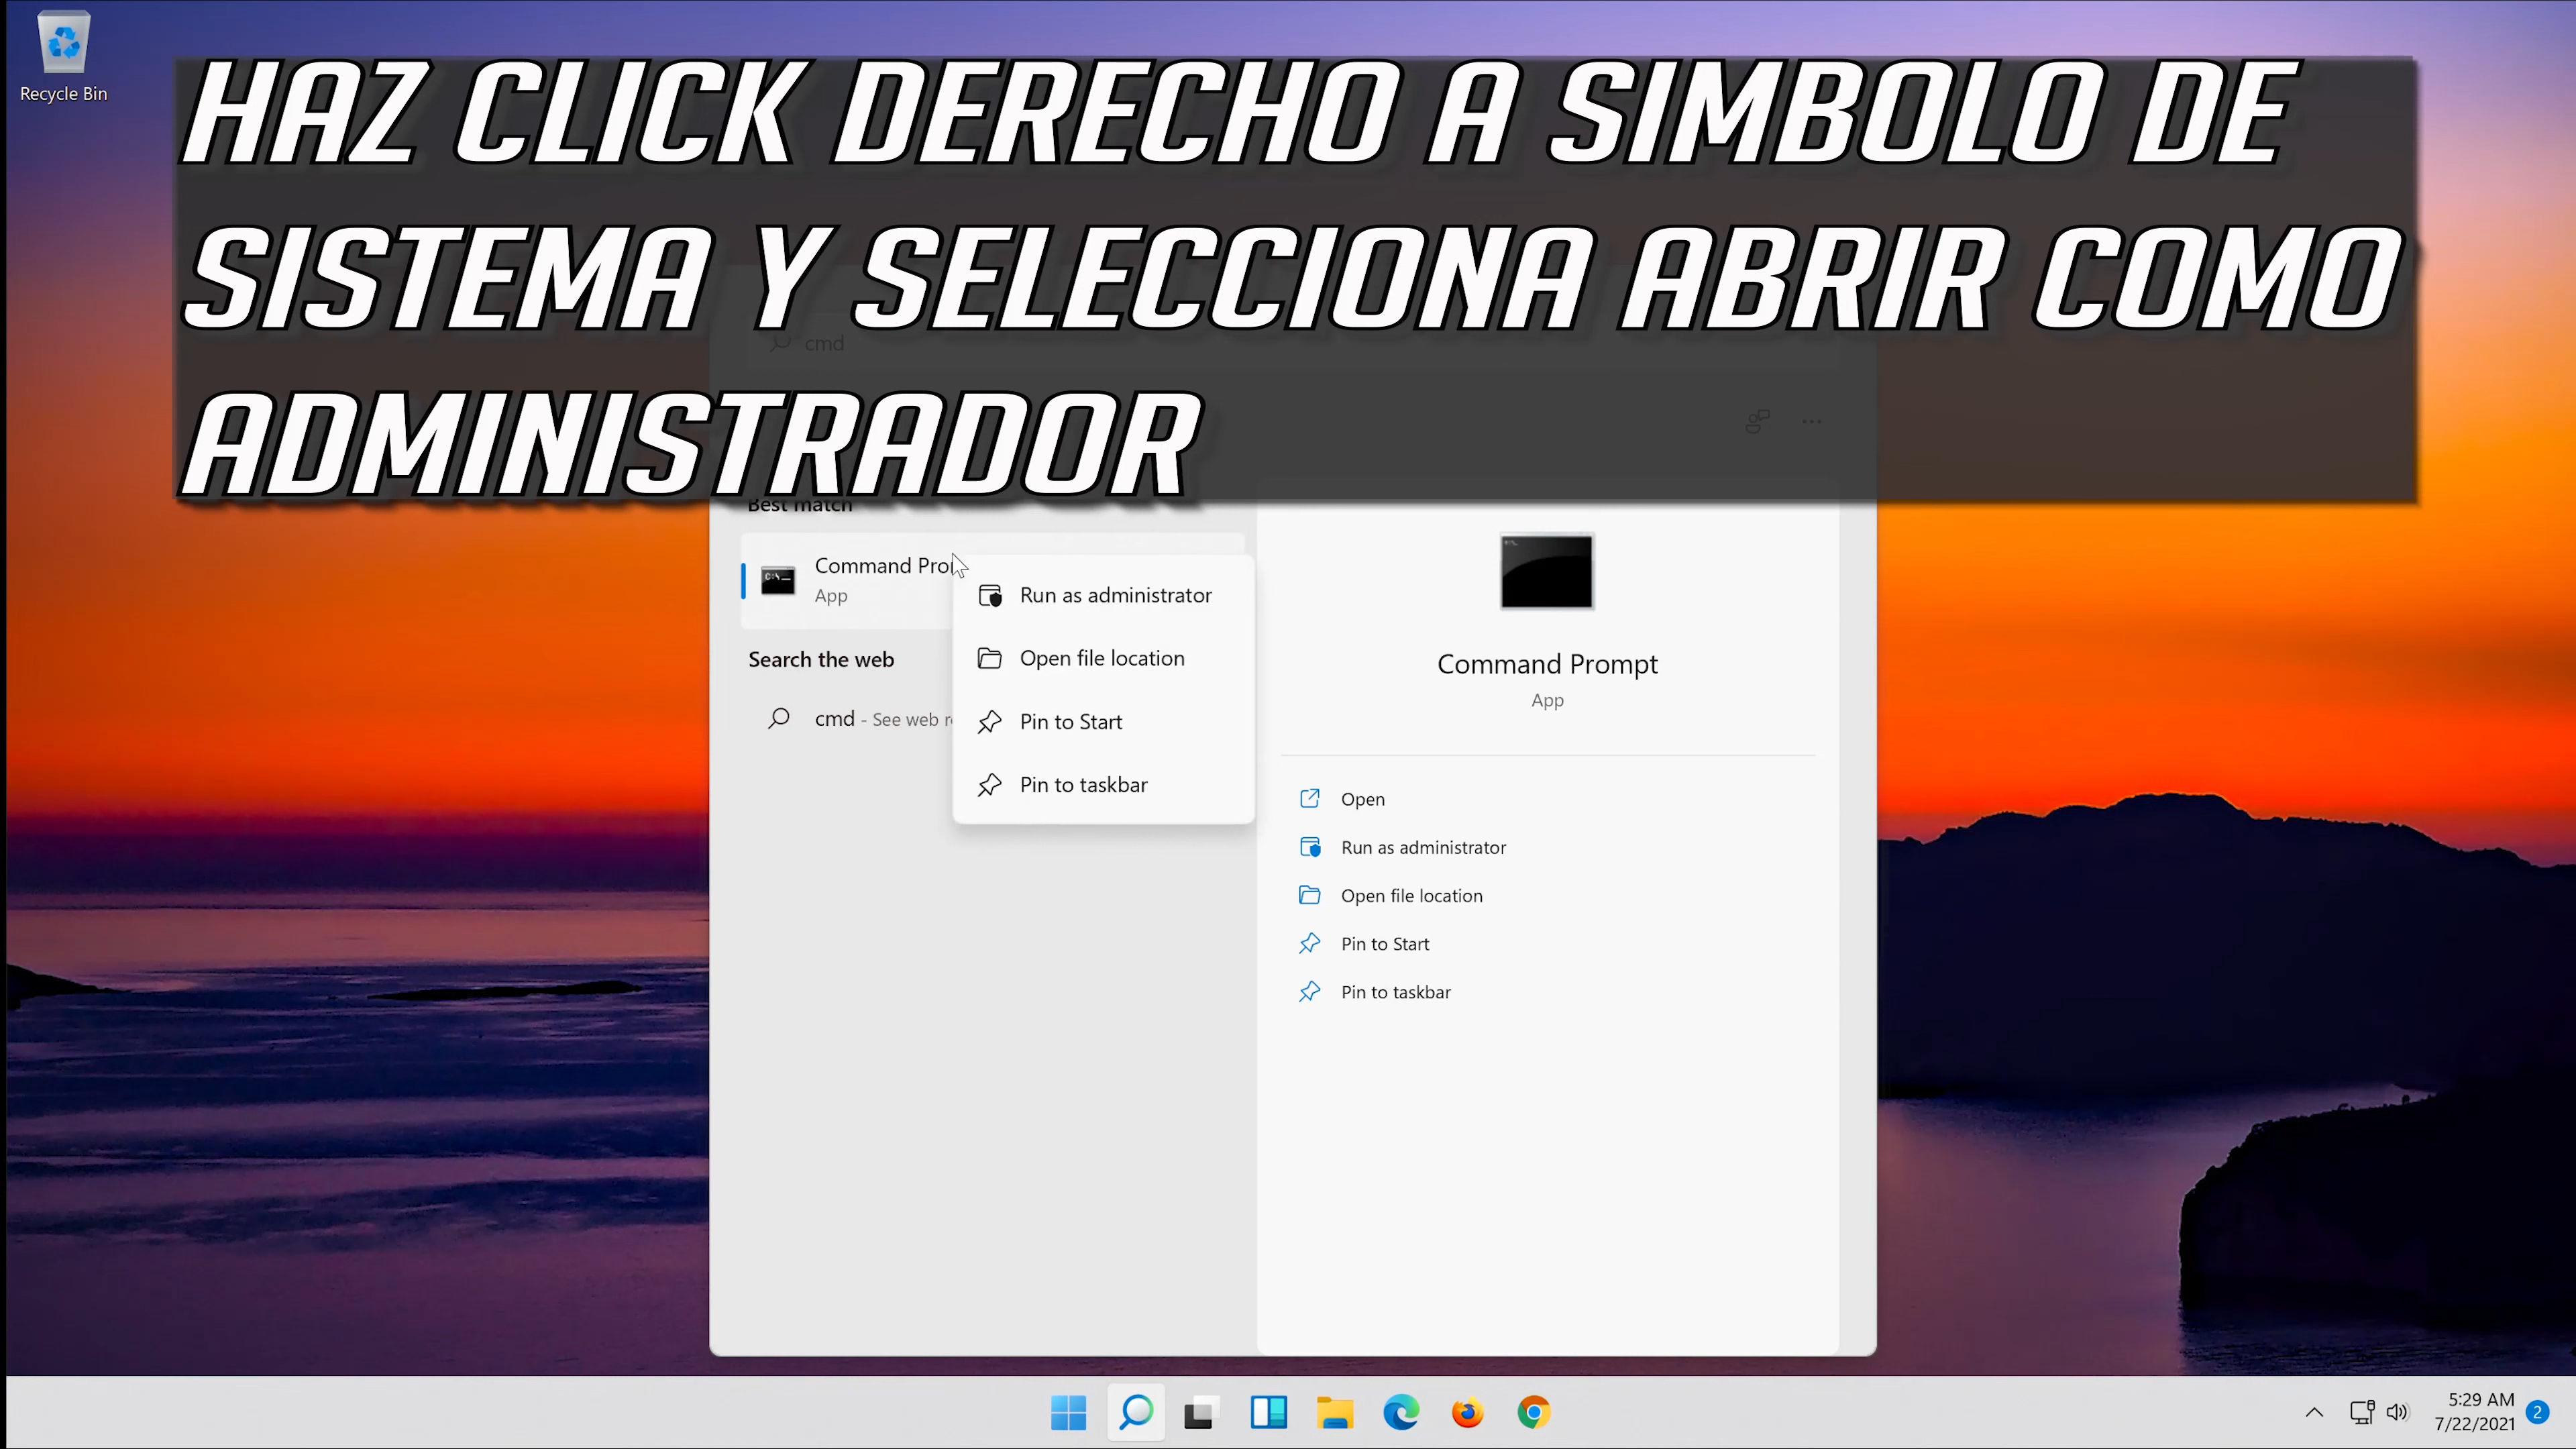 Recycle Bin
HAZ CLICK DERECHO A SIMBOLO DE
SISTEMA Y SELECCIONA ABRIR COMO
ADMINISTRADOR
cmd
Best match
Command Pro
App
Search the web
cmd - See web r
Run as administrator
Open file location
Pin to Start
Pin to taskbar
Command Prompt
App
Open
Run as administrator
Open file location
Pin to Start
Pin to taskbar
5:29 AM
7/22/2021
2